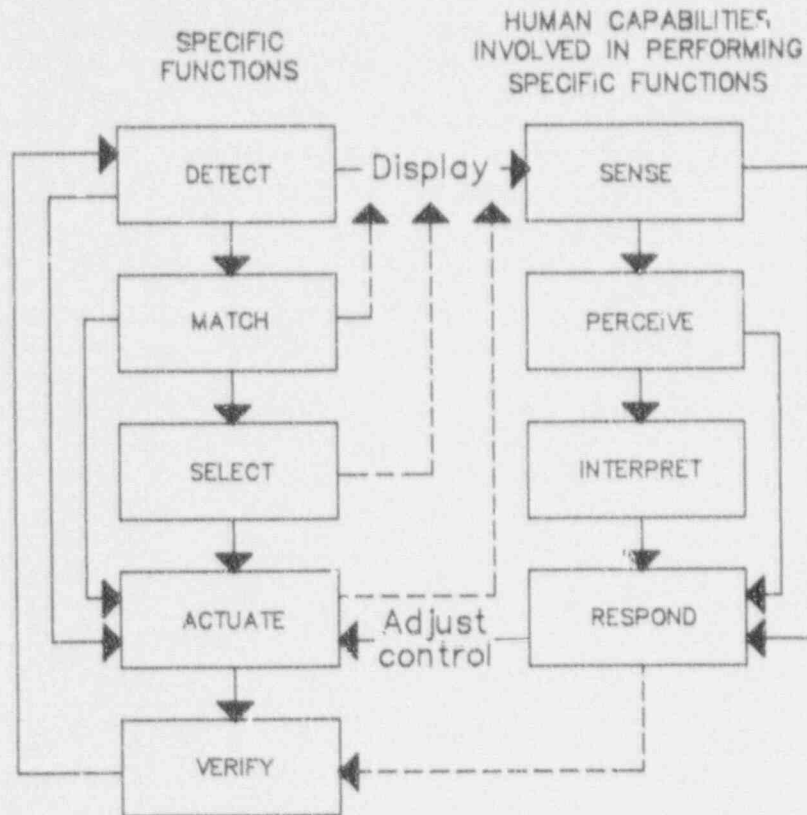 SPECIFIC
FUNCTIONS
HUMAN CAPABILITIES
INVOLVED IN PERFORMING
SPECIFIC FUNCTIONS
DETECT
Display
SENSE
MATCH
PERCEIVE
SELECT
INTERPRET
ACTUATE
Adjust
control
RESPOND
VERIFY